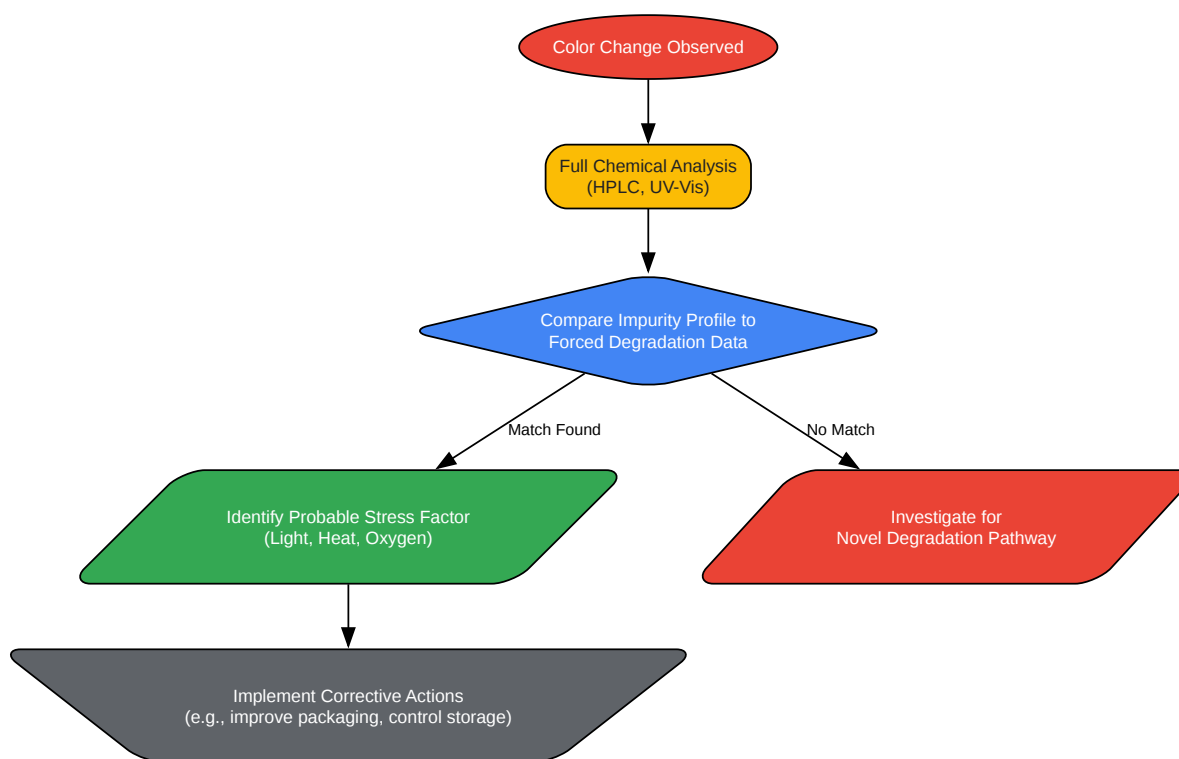 Color Change Observed
Full Chemical Analysis
(HPLC, UV-Vis)
Compare Impurity Profile to
Forced Degradation Data
Match Found
No Match
Identify Probable Stress Factor
(Light, Heat, Oxygen)
Investigate for
Novel Degradation Pathway
Implement Corrective Actions
(e.g., improve packaging, control storage)